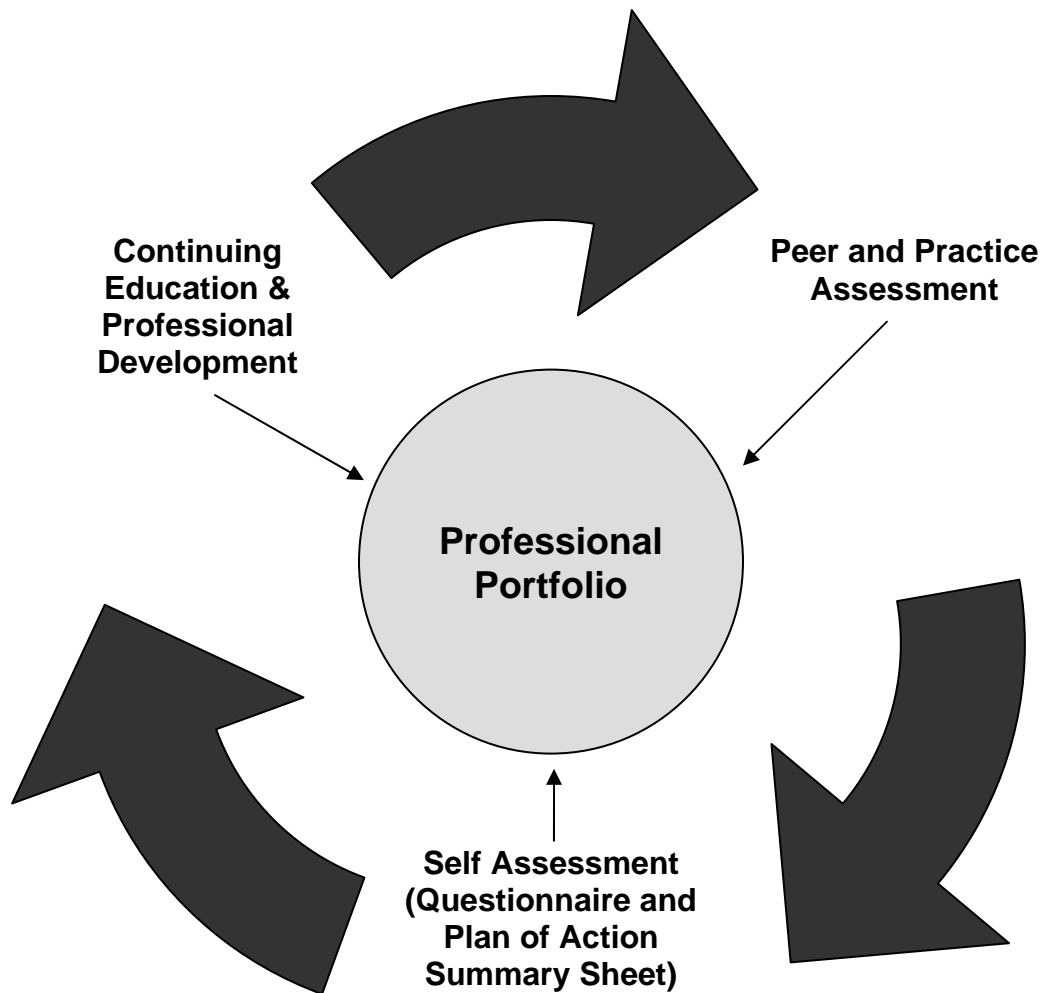 Continuing
Education &
Professional
Development
Peer and Practice
Assessment
Professional
Portfolio
Self Assessment
(Questionnaire and
Plan of Action
Summary Sheet)